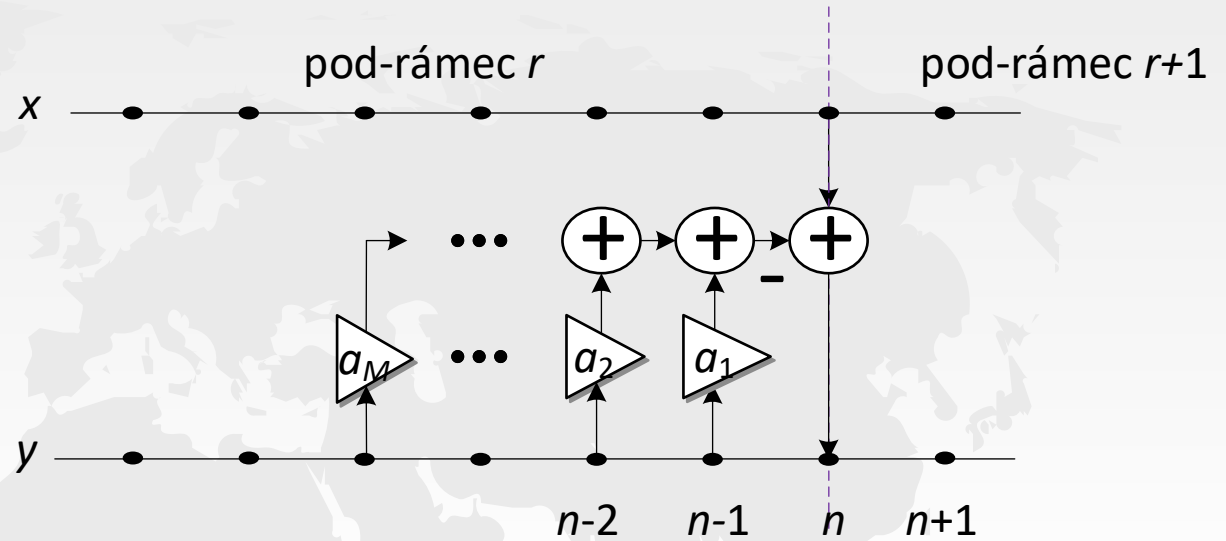 pod-rámec r pod-rámec r+1
x
+ + +
-
a_M a_2 a_1
y
n-2 n-1 n n+1